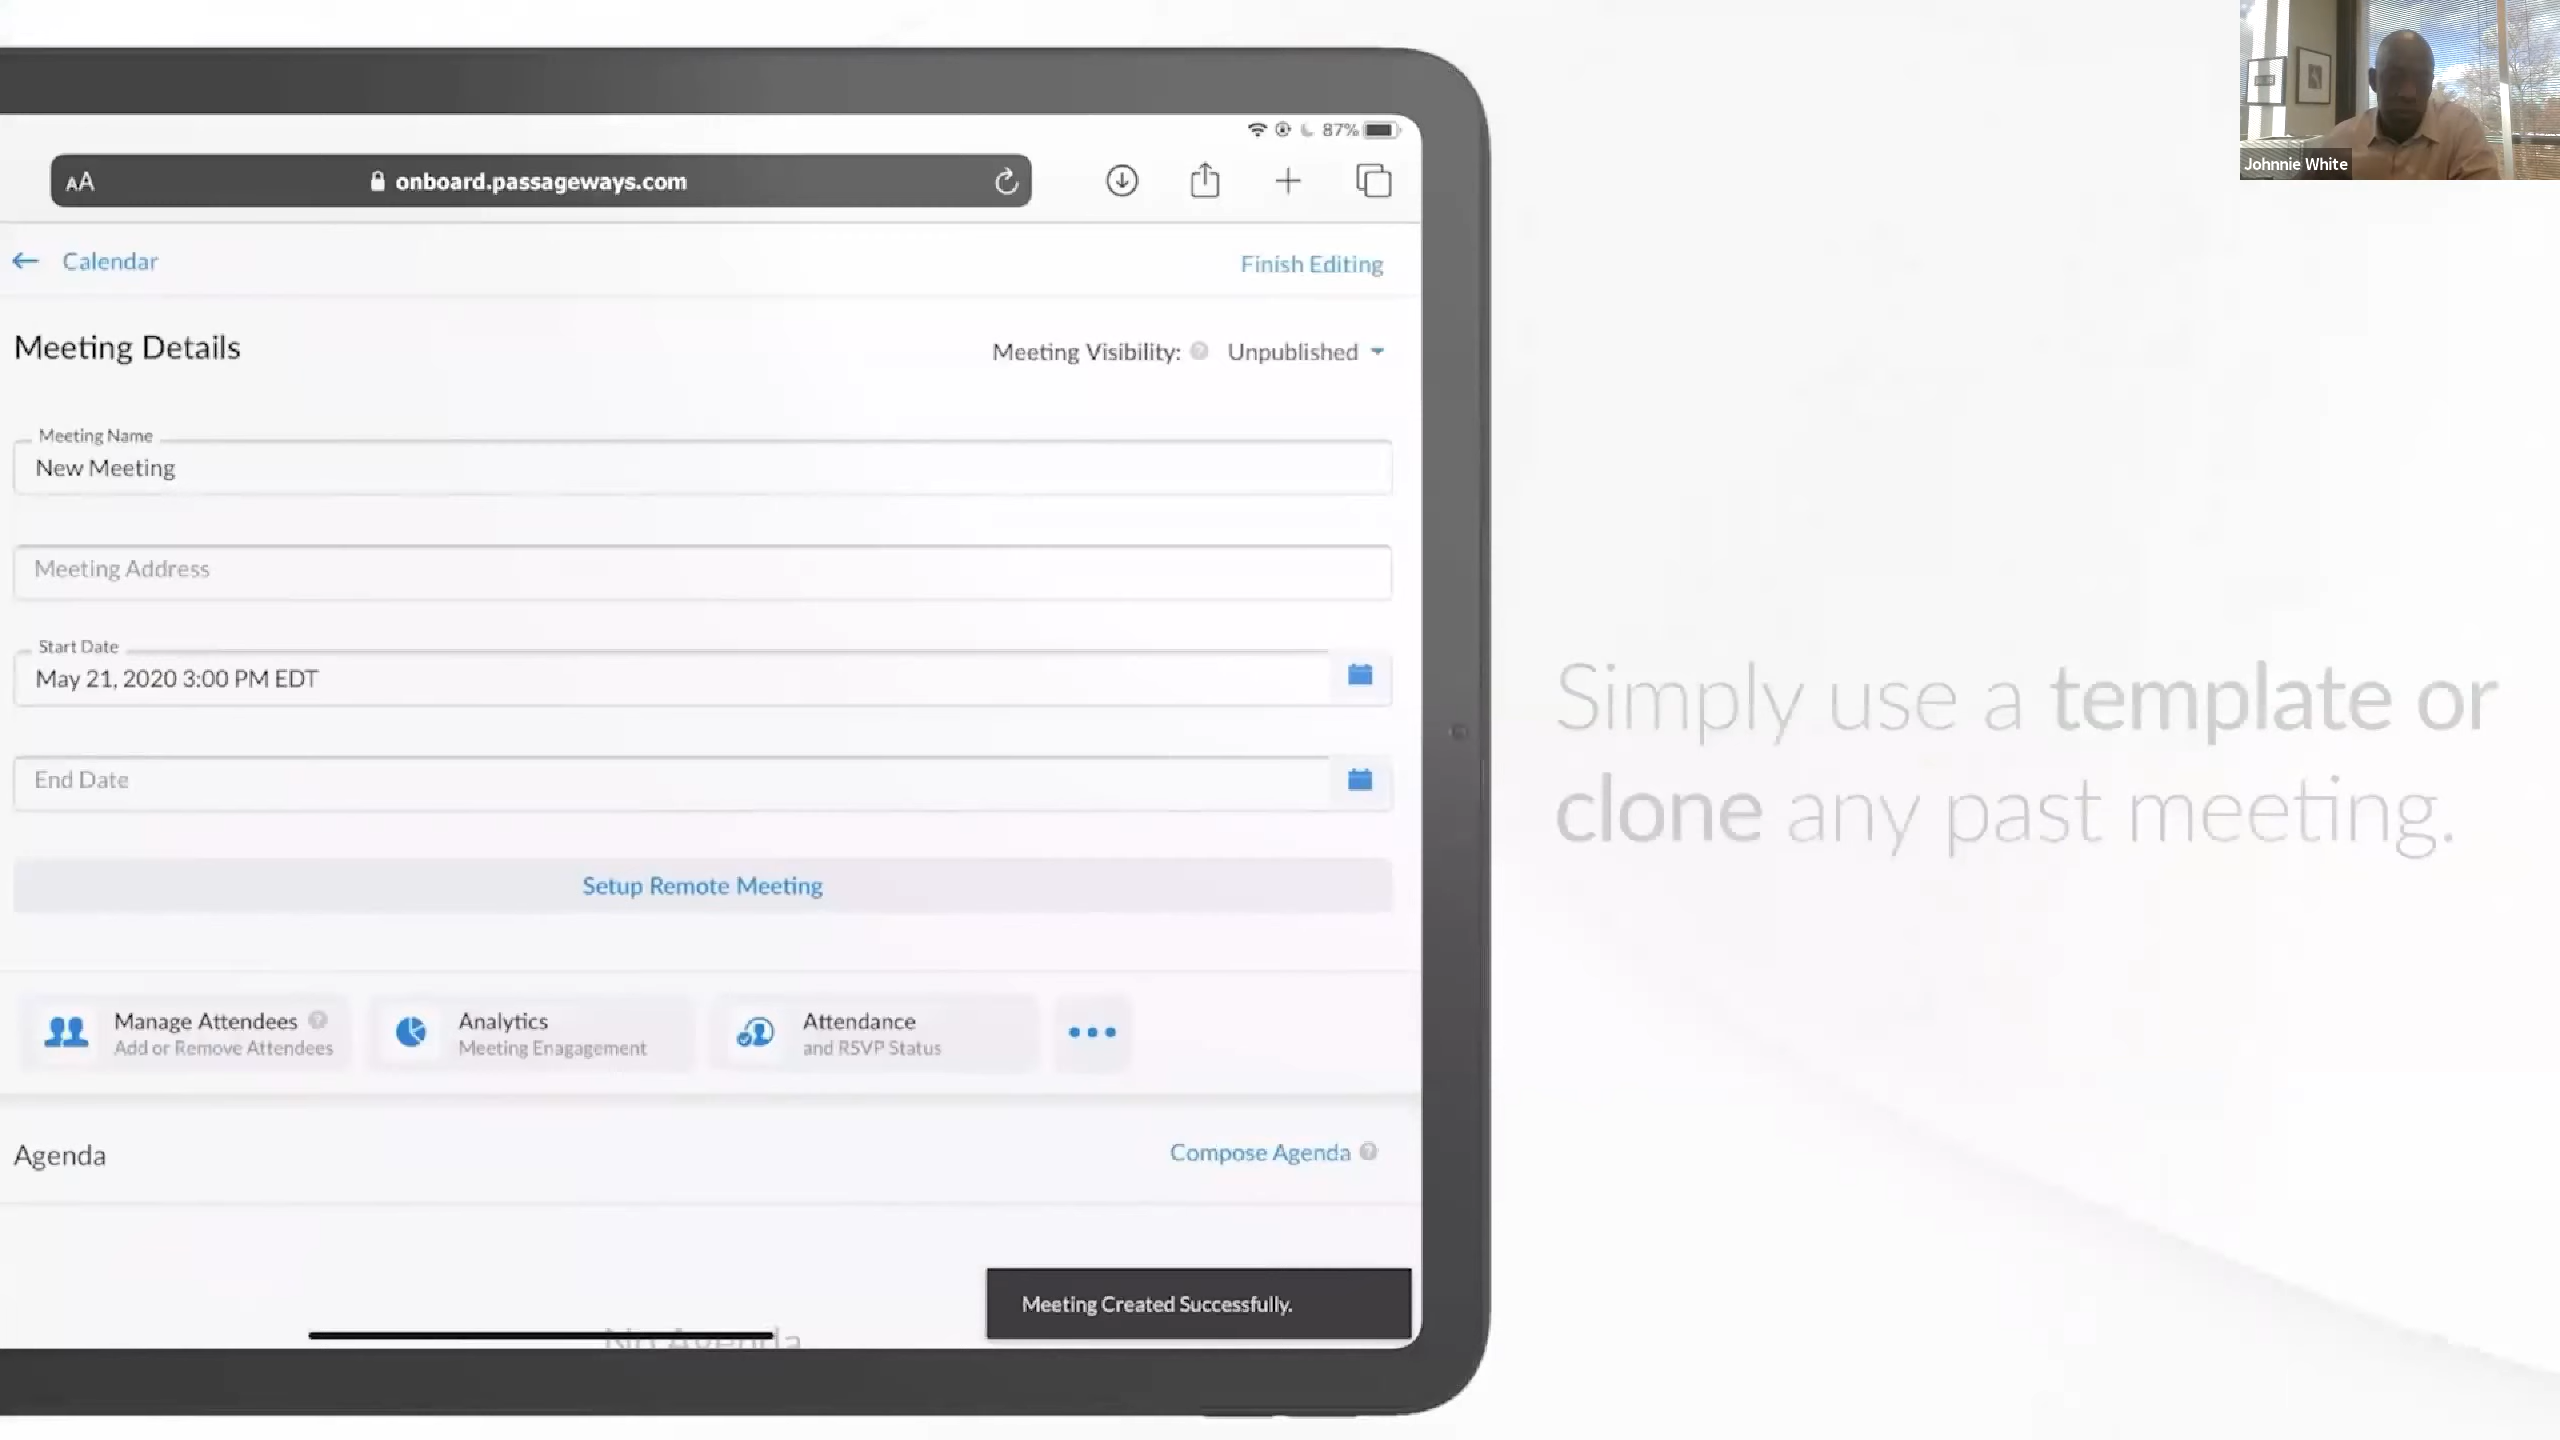 Johnnie White
87%
AA
onboard.passageways.com
Calendar
Finish Editing
Meeting Details
Meeting Visibility: ? Unpublished
Meeting Name
New Meeting
Meeting Address
Start Date
May 21, 2020 3:00 PM EDT
End Date
Setup Remote Meeting
Manage Attendees ?
Add or Remove Attendees
Analytics
Meeting Enagagement
Attendance
and RSVP Status
Simply use a template or
clone any past meeting.
Agenda
Compose Agenda ?
Meeting Created Successfully.
No Agenda